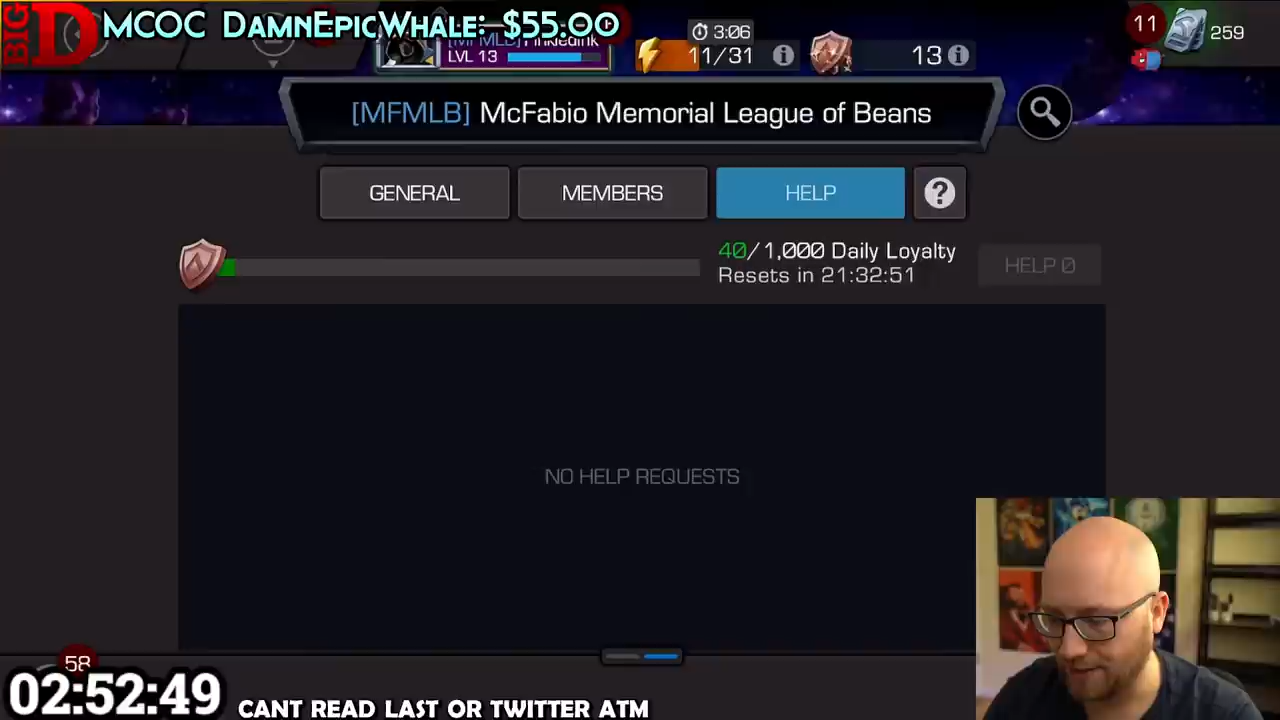 BIG D MCOC DamnEpicWhale: $55.00
LVL 13
3:06
11/31
13
11
259
[MFMLB] McFabio Memorial League of Beans
GENERAL
MEMBERS
HELP
?
40/1,000 Daily Loyalty
Resets in 21:32:51
HELP 0
NO HELP REQUESTS
58
02:52:49
CANT READ LAST OR TWITTER ATM